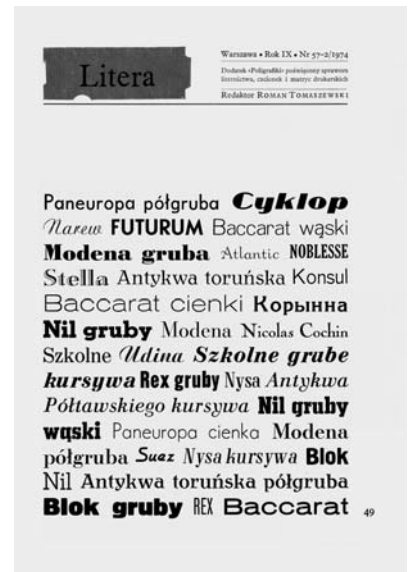 Litera
Warszawa • Rok IX • Nr 57-2/1974
Dodatek «Poligrafiki» poświęcony sprawom
liternictwa, czcionek i matryc drukarskich
Redaktor ROMAN TOMASZEWSKI
Paneuropa półgruba Cyklop
Narew FUTURUM Baccarat wąski
Modena gruba Atlantic NOBLESSE
Stella Antykwa toruńska Konsul
Baccarat cienki Корынна
Nil gruby Modena Nicolas Cochin
Szkolne Udina Szkolne grube
kursywa Rex gruby Nysa Antykwa
Półtawskiego kursywa Nil gruby
wąski Paneuropa cienka Modena
półgruba Suez Nysa kursywa Blok
Nil Antykwa toruńska półgruba
Blok gruby REX Baccarat
49